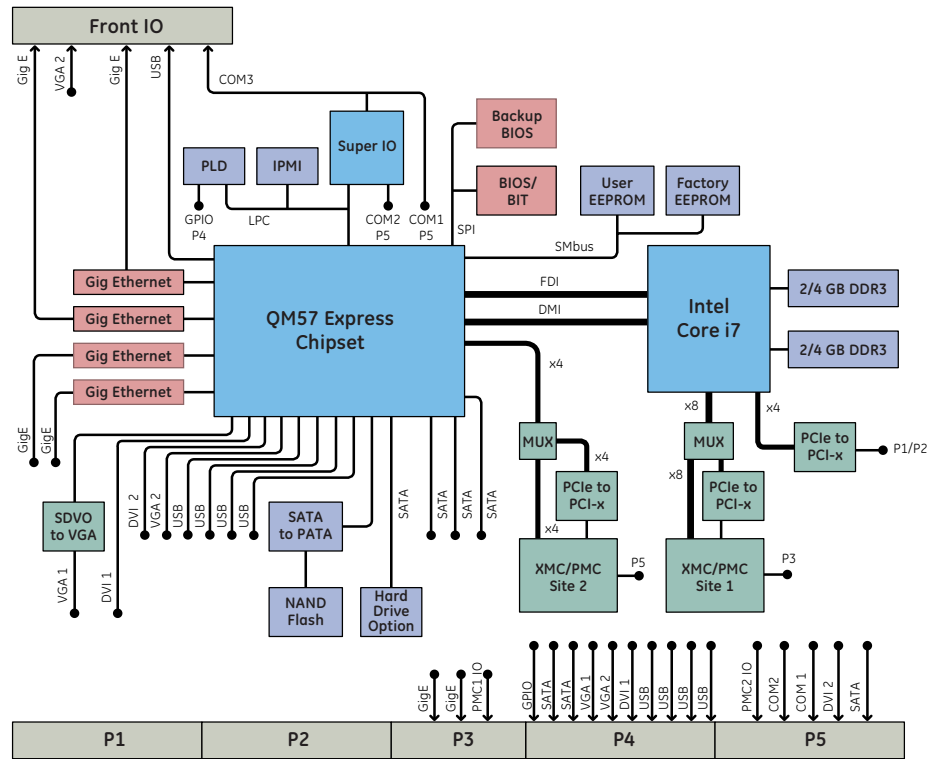 Front IO
Gig E
VGA 2
Gig E
USB
COM3
Backup
BIOS
Super IO
PLD
IPMI
BIOS/
BIT
User
EEPROM
Factory
EEPROM
GPIO
P4
LPC
COM2
P5
COM1
P5
SPI
SMbus
Gig Ethernet
Gig Ethernet
Gig Ethernet
Gig Ethernet
QM57 Express
Chipset
FDI
DMI
Intel
Core i7
2/4 GB DDR3
2/4 GB DDR3
x4
x8
x4
GigE
GigE
MUX
x4
MUX
x8
PCIe to
PCI-x
P1/P2
SDVO
to VGA
DVI 2
VGA 2
USB
USB
USB
USB
SATA
to PATA
SATA
SATA
SATA
SATA
PCIe to
PCI-x
PCIe to
PCI-x
x4
VGA 1
DVI 1
NAND
Flash
Hard
Drive
Option
XMC/PMC
Site 2
P5
XMC/PMC
Site 1
P3
GigE
GigE
PMC1 IO
GPIO
SATA
SATA
VGA 1
VGA 2
DVI 1
USB
USB
USB
USB
PMC2 IO
COM2
COM 1
DVI 2
SATA
P1
P2
P3
P4
P5